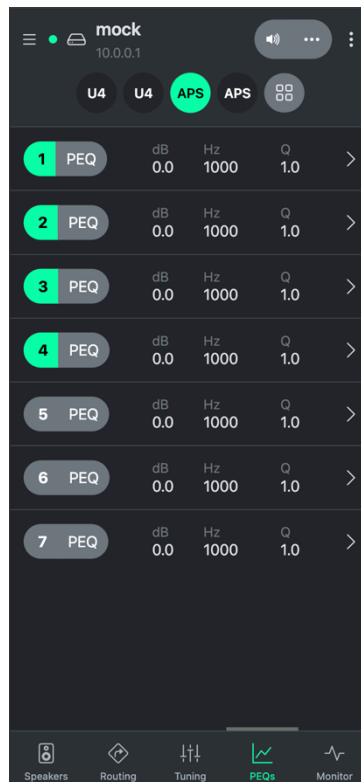 mock
10.0.0.1
U4 U4 APS APS
1 PEQ dB Hz Q
0.0 1000 1.0
2 PEQ dB Hz Q
0.0 1000 1.0
3 PEQ dB Hz Q
0.0 1000 1.0
4 PEQ dB Hz Q
0.0 1000 1.0
5 PEQ dB Hz Q
0.0 1000 1.0
6 PEQ dB Hz Q
0.0 1000 1.0
7 PEQ dB Hz Q
0.0 1000 1.0
Speakers Routing Tuning PEQs Monitor